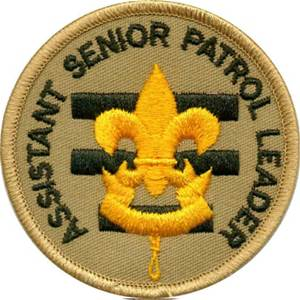 ASSISTANT SENIOR PATROL LEADER